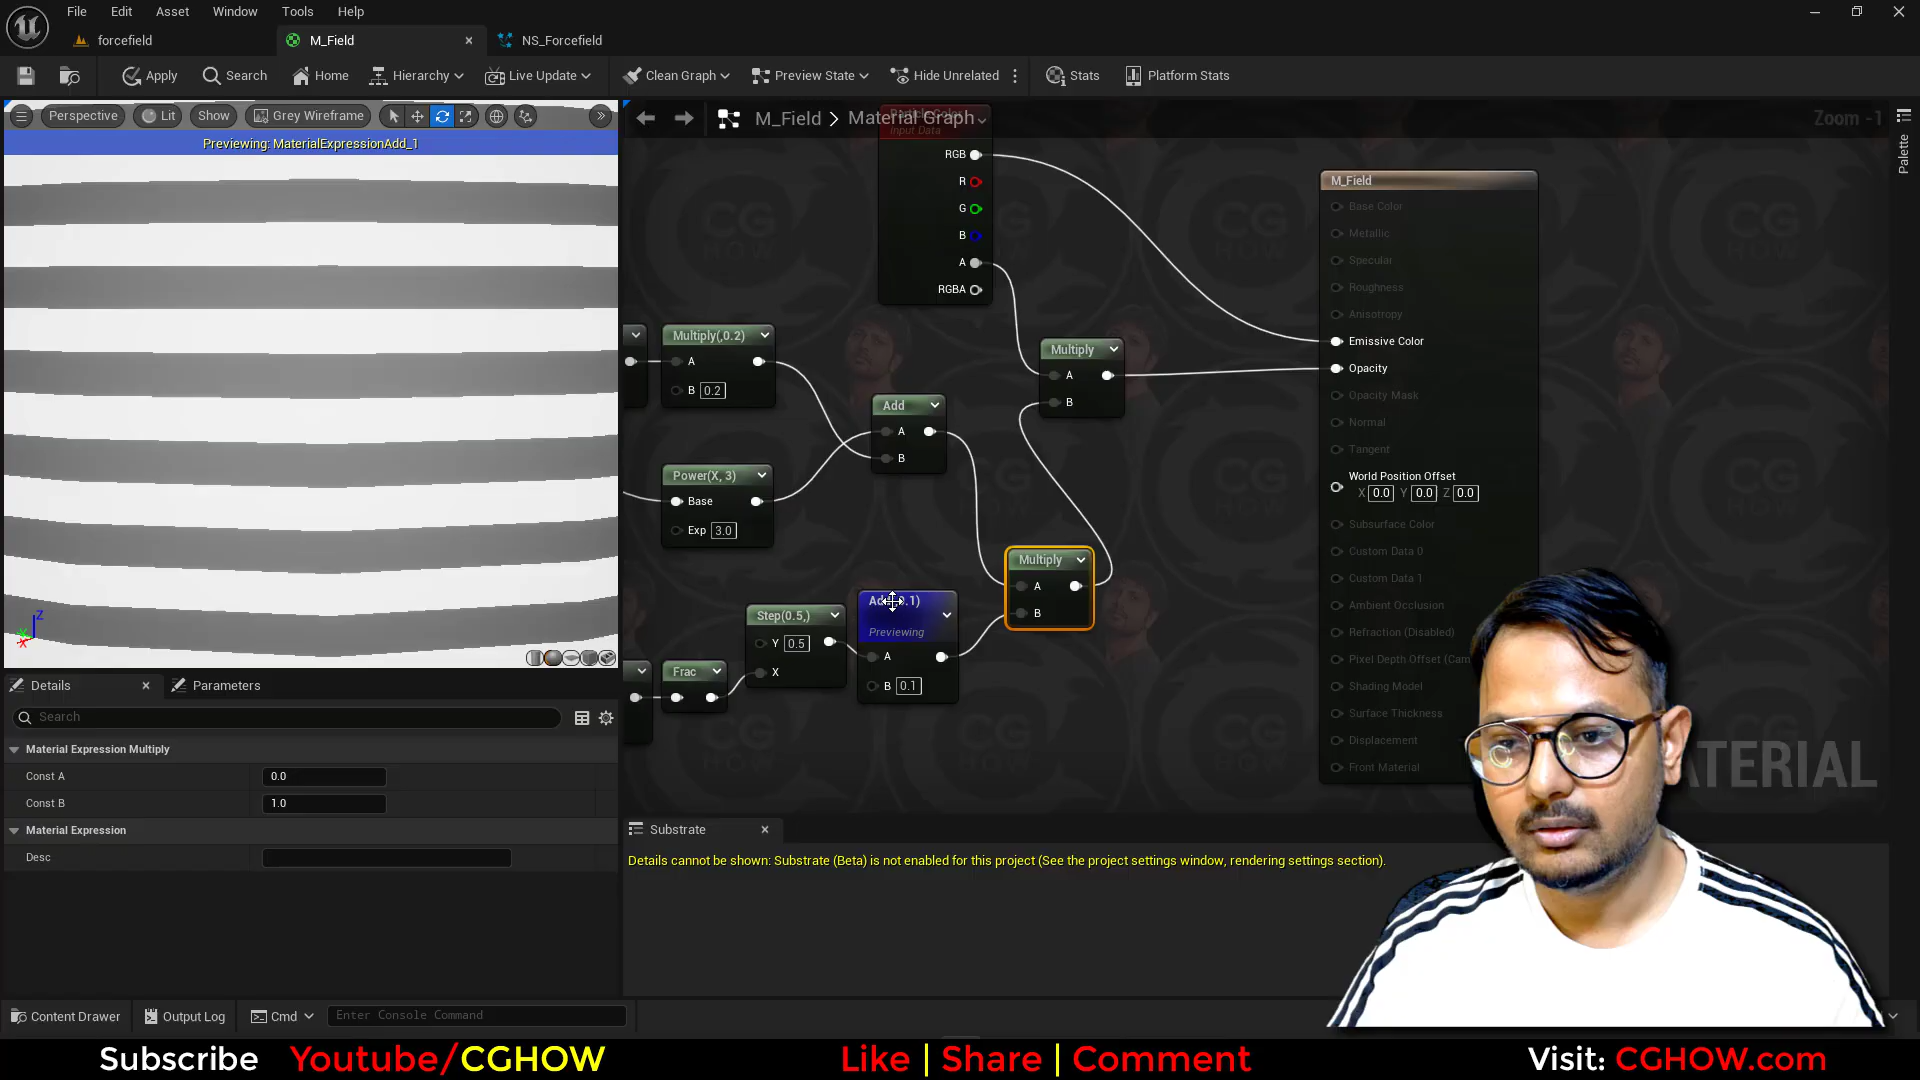 File Edit Asset Window Tools Help
forcefield M_Field NS_Forcefield
Apply Search Home Hierarchy Live Update Clean Graph Preview State Hide Unrelated Stats Platform Stats
Perspective Lit Show Grey Wireframe
Previewing: MaterialExpressionAdd_1
M_Field > Material Graph
Zoom -1
Palette
Input Data
RGB
R
G
B
A
RGBA
Multiply(,0.2)
A
B 0.2
Power(X, 3)
Base
Exp 3.0
Add
A
B
Multiply
A
B
Multiply
A
B
Step(0.5,)
Y 0.5
X
Frac
Previewing
A
B 0.1
M_Field
Base Color
Metallic
Specular
Roughness
Anisotropy
Emissive Color
Opacity
Opacity Mask
Normal
Tangent
World Position Offset
X 0.0 Y 0.0 Z 0.0
Subsurface Color
Custom Data 0
Custom Data 1
Ambient Occlusion
Refraction (Disabled)
Pixel Depth Offset (Cam
Shading Model
Surface Thickness
Displacement
Front Material
CG HOW
Z
Details Parameters
Search
Material Expression Multiply
Const A 0.0
Const B 1.0
Material Expression
Desc
Substrate
Details cannot be shown: Substrate (Beta) is not enabled for this project (See the project settings window, rendering settings section).
Content Drawer Output Log Cmd Enter Console Command
Subscribe Youtube/CGHOW Like | Share | Comment Visit: CGHOW.com